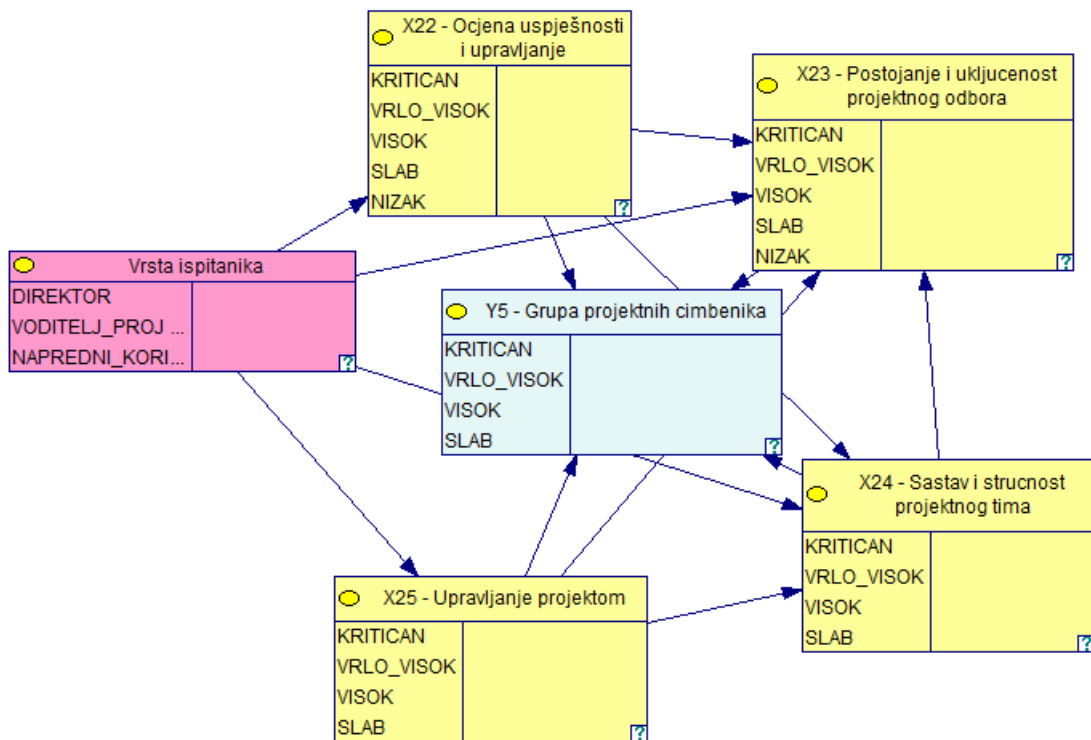 X22 - Ocjena uspješnosti
i upravljanje
KRITICAN
VRLO_VISOK
VISOK
SLAB
NIZAK
?
X23 - Postojanje i ukljucenost
projektnog odbora
KRITICAN
VRLO_VISOK
VISOK
SLAB
NIZAK
?
Vrsta ispitanika
DIREKTOR
VODITELJ_PROJ ...
NAPREDNI_KORI...
?
Y5 - Grupa projektnih cimbenika
KRITICAN
VRLO_VISOK
VISOK
SLAB
?
X24 - Sastav i strucnost
projektnog tima
KRITICAN
VRLO_VISOK
VISOK
SLAB
?
X25 - Upravljanje projektom
KRITICAN
VRLO_VISOK
VISOK
SLAB
?